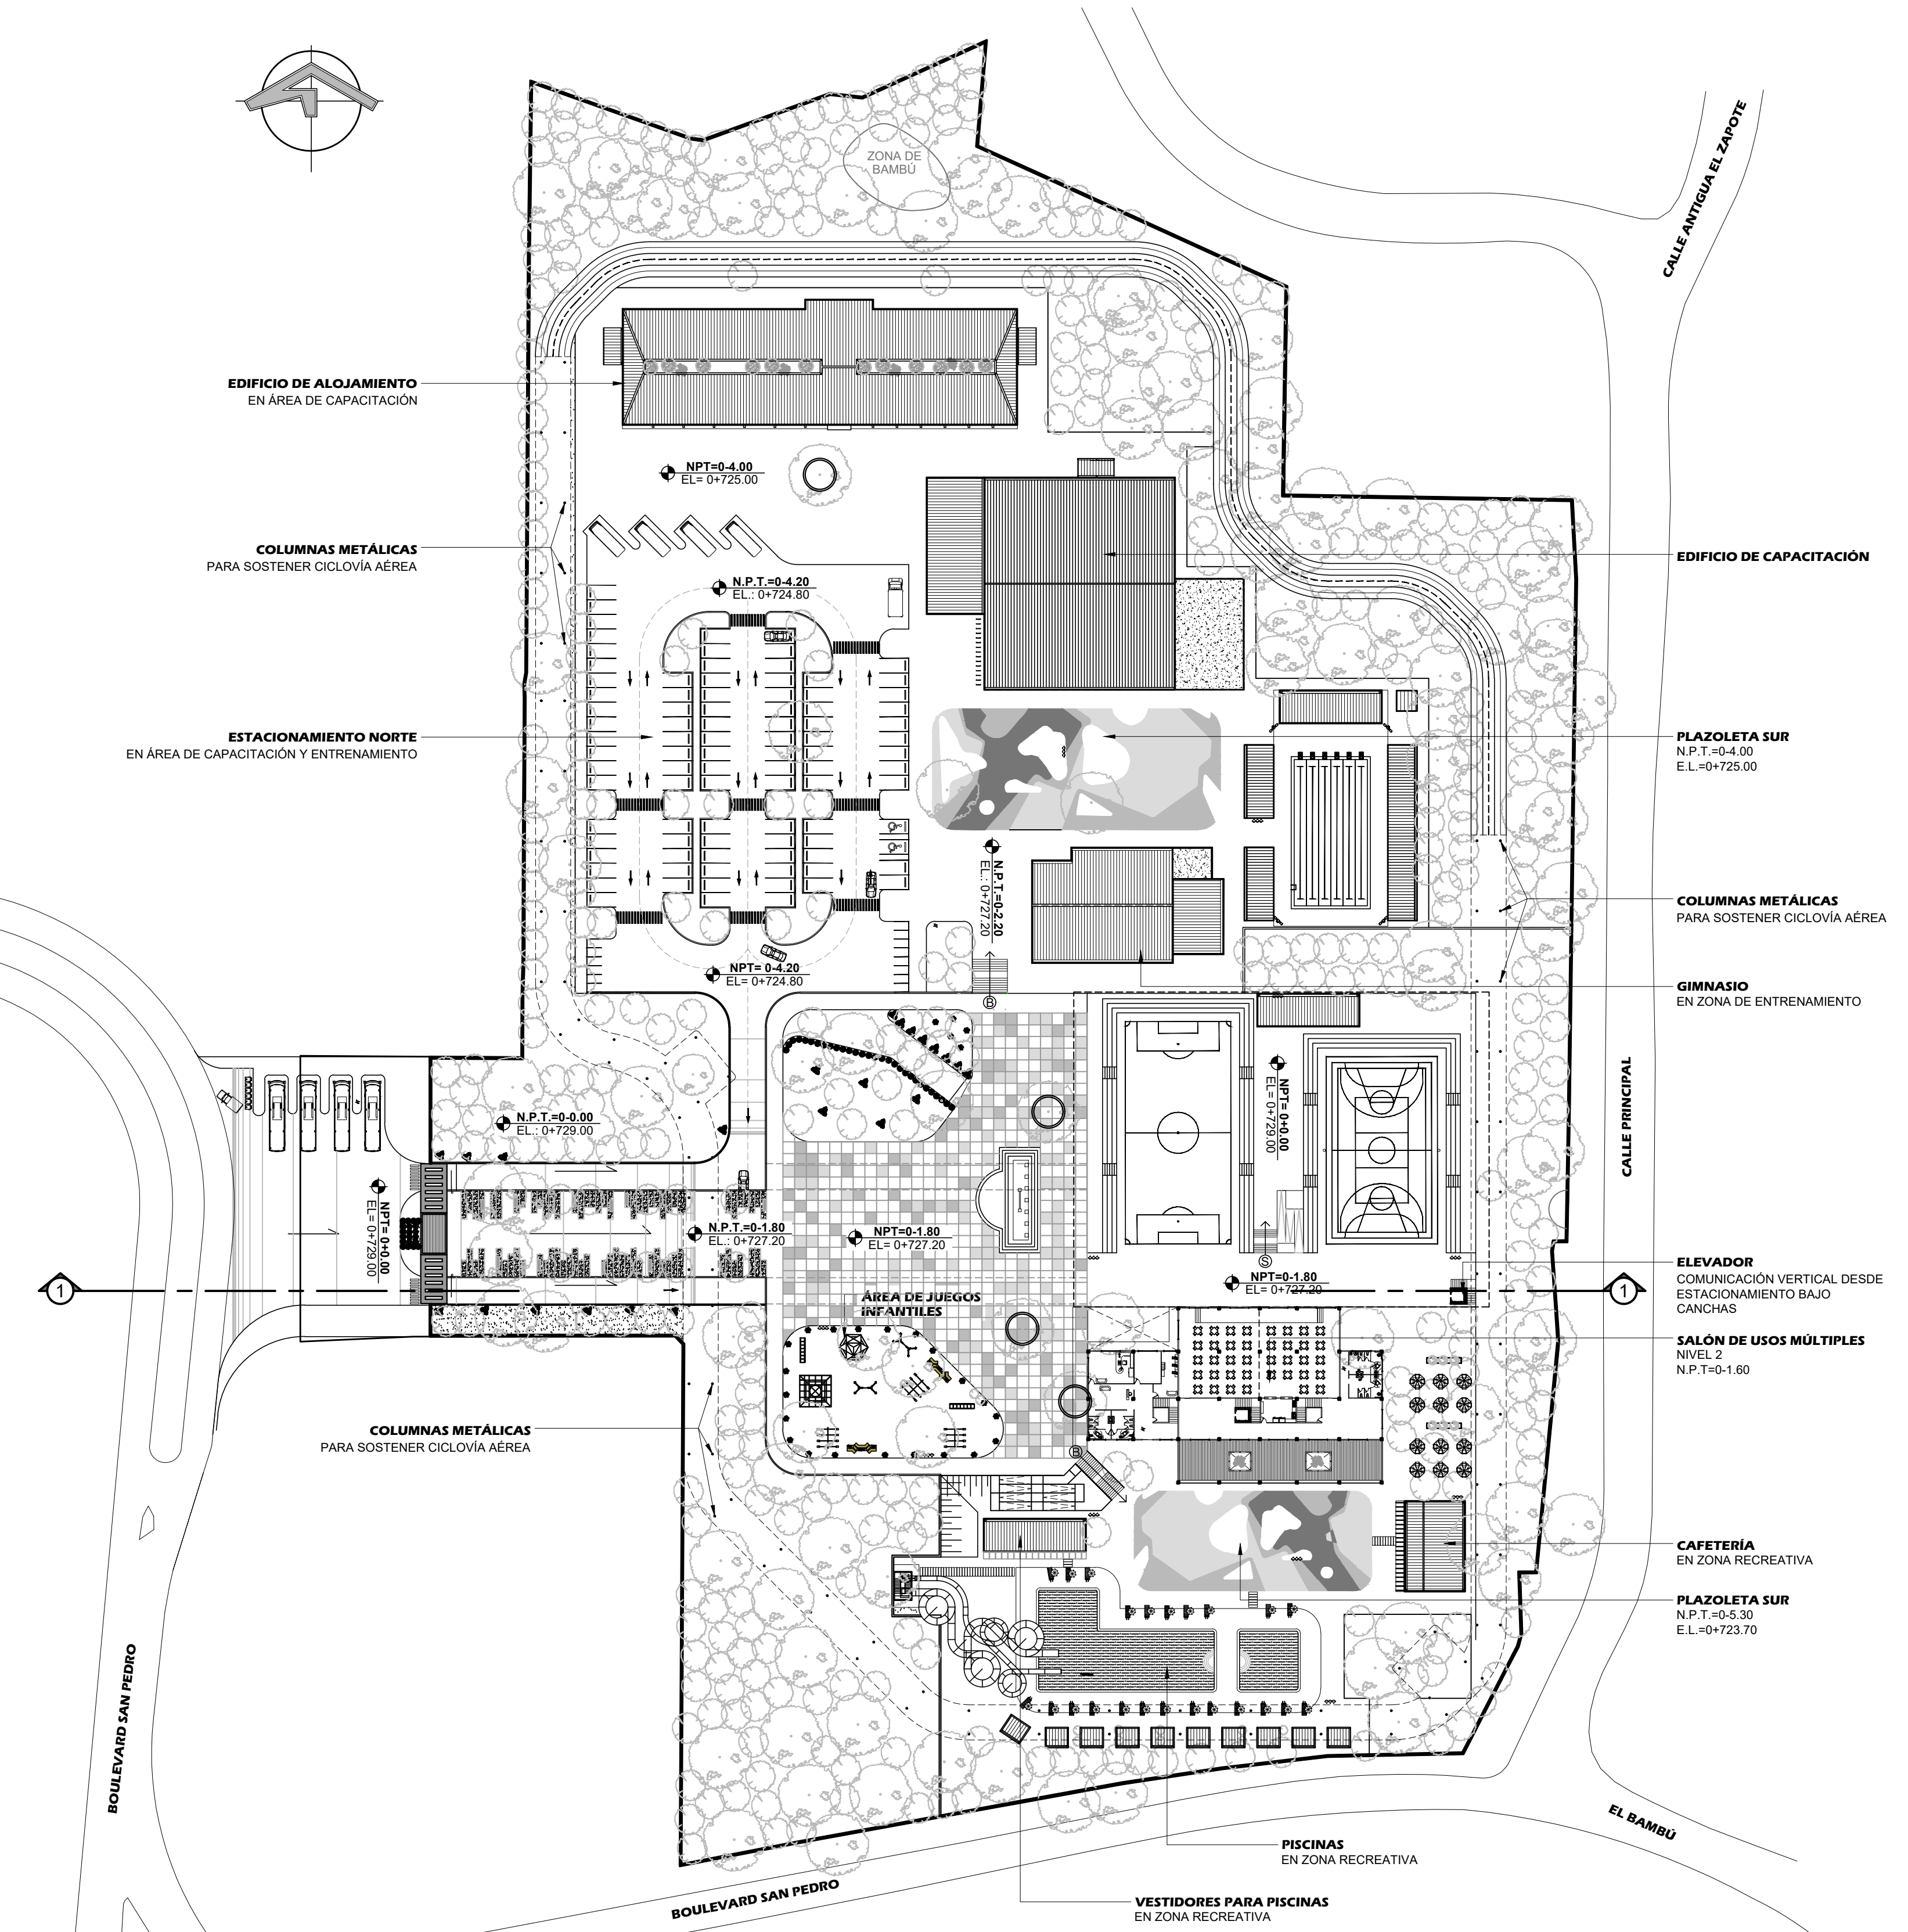 ZONA DE
BAMBÚ
CALLE ANTIGUA EL ZAPOTE
EDIFICIO DE ALOJAMIENTO
EN ÁREA DE CAPACITACIÓN
NPT=0-4.00
EL= 0+725.00
COLUMNAS METÁLICAS
PARA SOSTENER CICLOVÍA AÉREA
EDIFICIO DE CAPACITACIÓN
N.P.T.=0-4.20
EL.: 0+724.80
ESTACIONAMIENTO NORTE
EN ÁREA DE CAPACITACIÓN Y ENTRENAMIENTO
PLAZOLETA SUR
N.P.T.=0-4.00
E.L.=0+725.00
N.P.T.=0-2.20
EL.: 0+727.20
COLUMNAS METÁLICAS
PARA SOSTENER CICLOVÍA AÉREA
NPT= 0-4.20
EL= 0+724.80
GIMNASIO
EN ZONA DE ENTRENAMIENTO
B
N.P.T.=0-0.00
EL.: 0+729.00
NPT= 0+0.00
EL= 0+729.00
CALLE PRINCIPAL
NPT= 0+0.00
EL= 0+729.00
N.P.T.=0-1.80
EL.: 0+727.20
NPT=0-1.80
EL= 0+727.20
S
NPT=0-1.80
EL= 0+727.20
ELEVADOR
COMUNICACIÓN VERTICAL DESDE
ESTACIONAMIENTO BAJO
CANCHAS
1
1
ÁREA DE JUEGOS
INFANTILES
SALÓN DE USOS MÚLTIPLES
NIVEL 2
N.P.T=0-1.60
COLUMNAS METÁLICAS
PARA SOSTENER CICLOVÍA AÉREA
B
CAFETERÍA
EN ZONA RECREATIVA
PLAZOLETA SUR
N.P.T.=0-5.30
E.L.=0+723.70
BOULEVARD SAN PEDRO
EL BAMBÚ
PISCINAS
EN ZONA RECREATIVA
BOULEVARD SAN PEDRO
VESTIDORES PARA PISCINAS
EN ZONA RECREATIVA